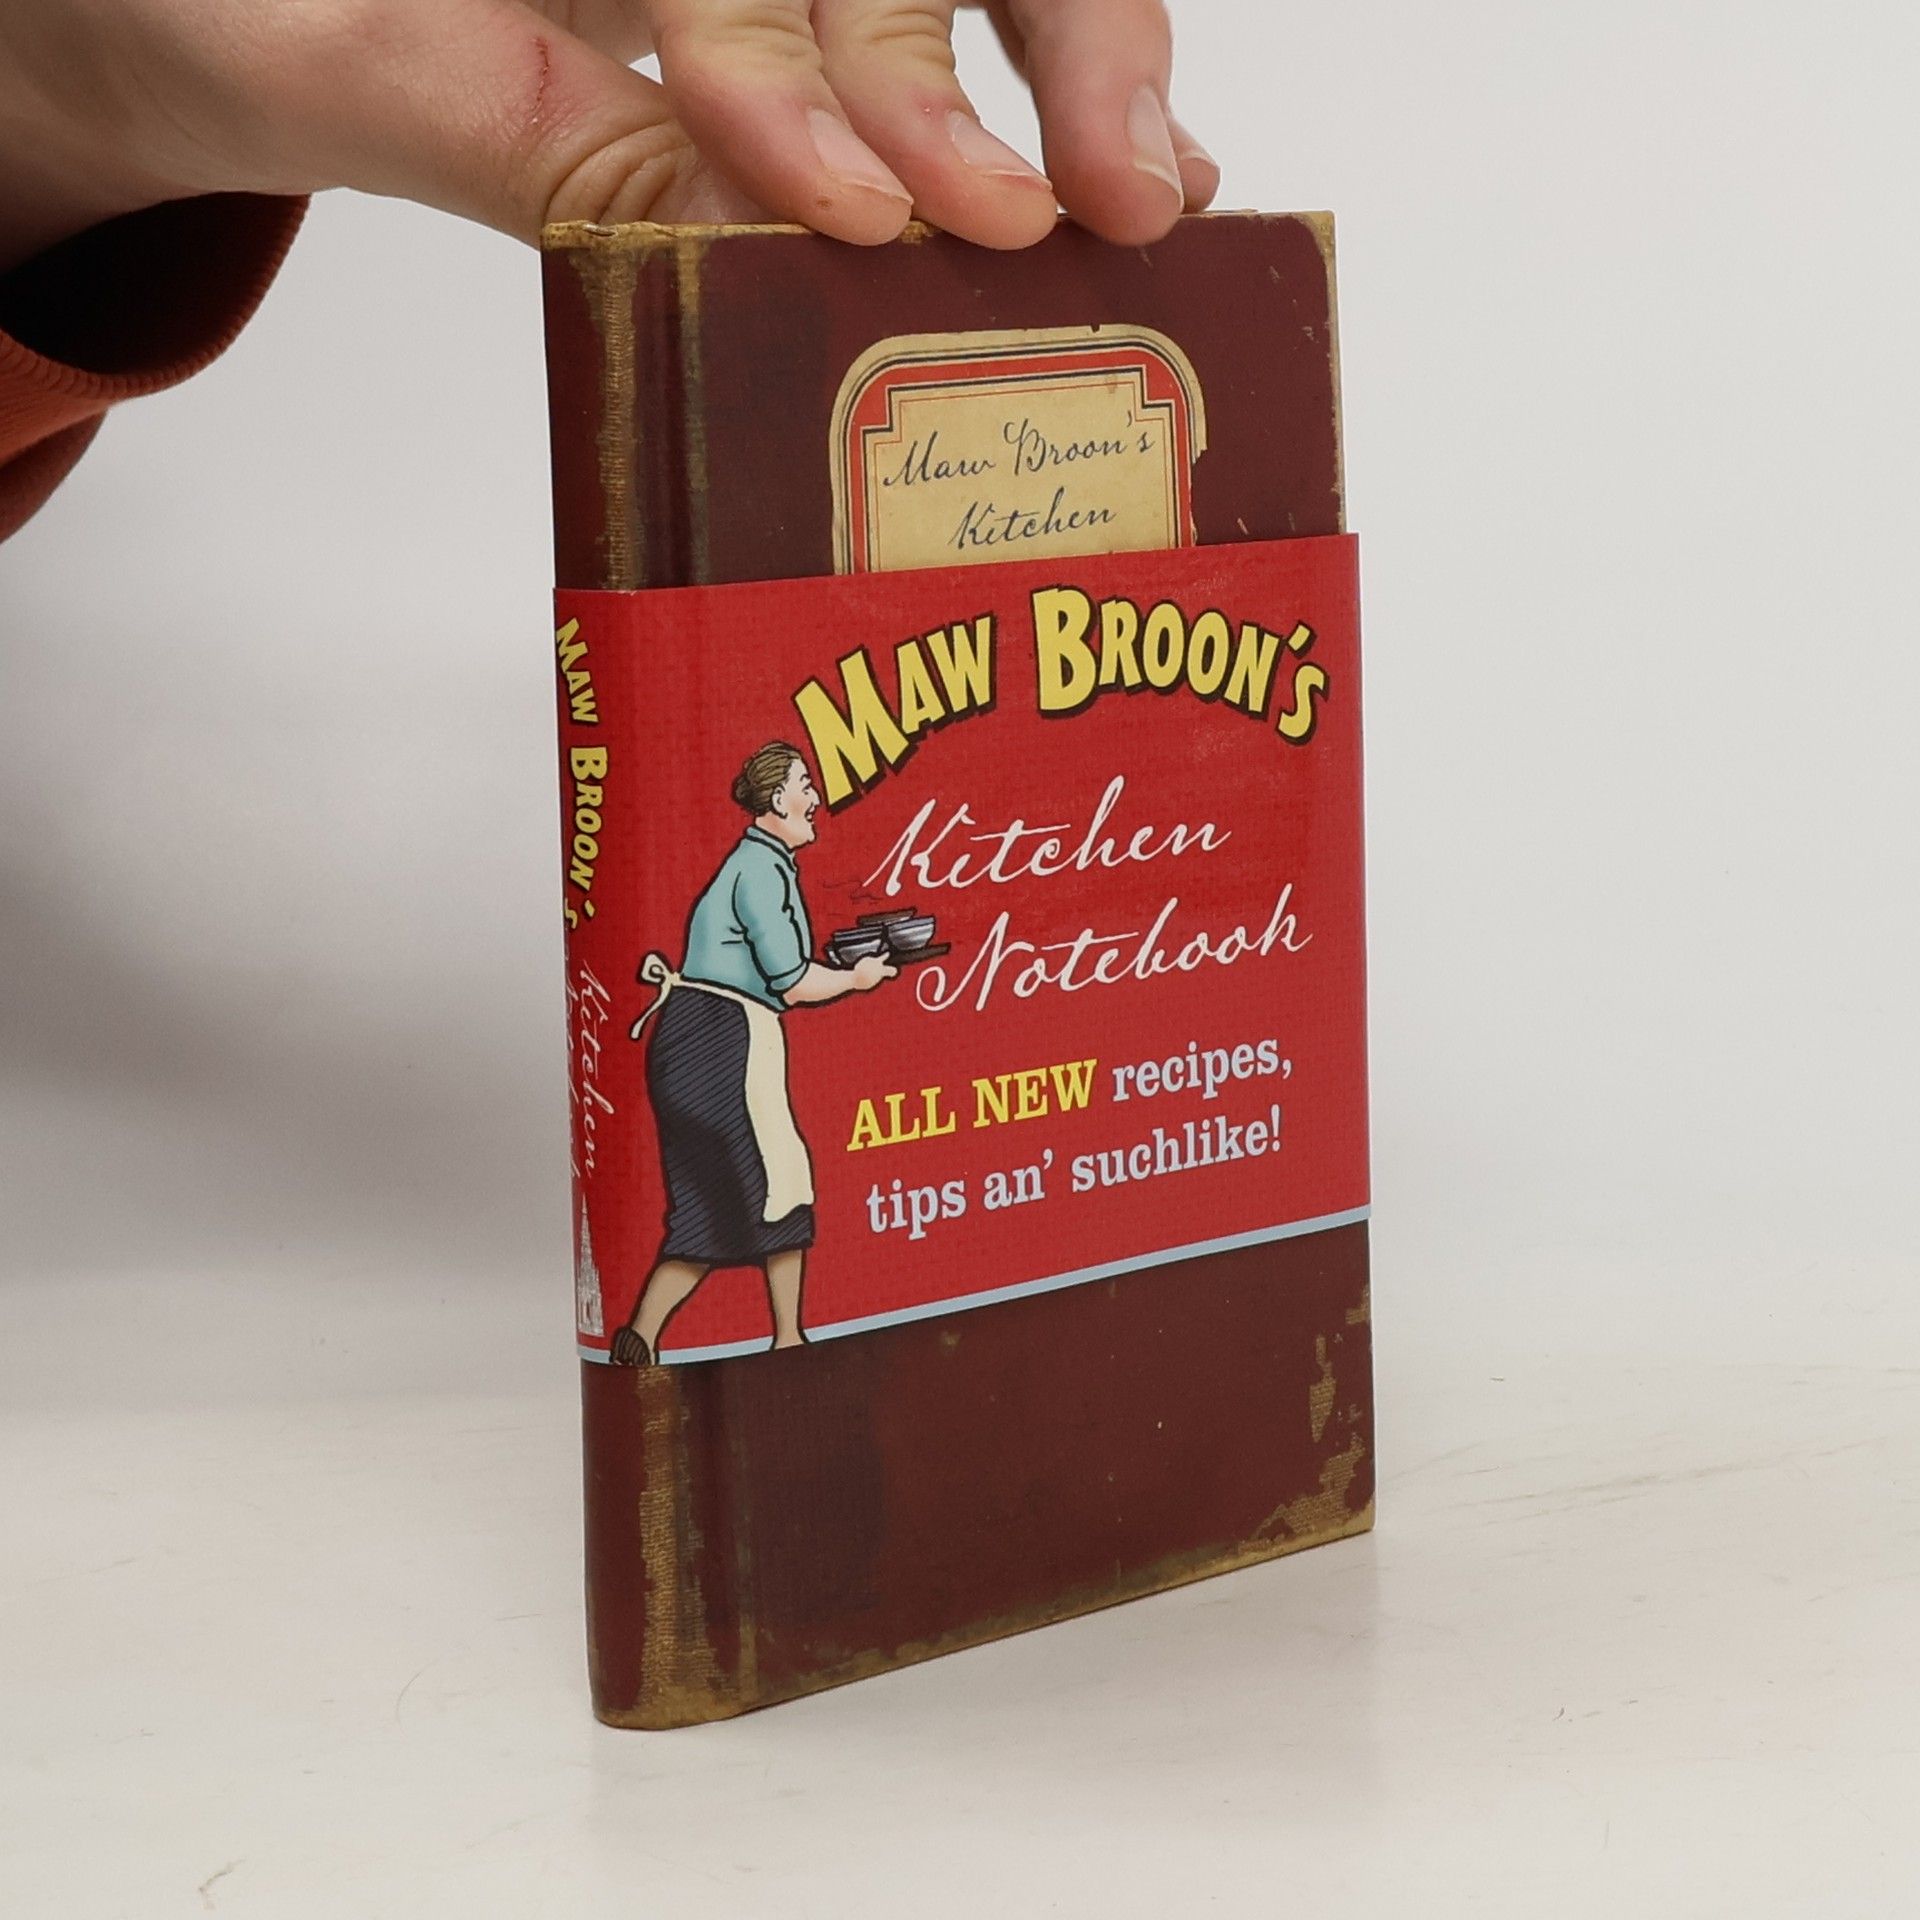 Maw Broon's
Kitchen
MAW BROON'S
Kitchen
Notebook
ALL NEW recipes,
tips an' suchlike!
MAW BROON'S
Kitchen